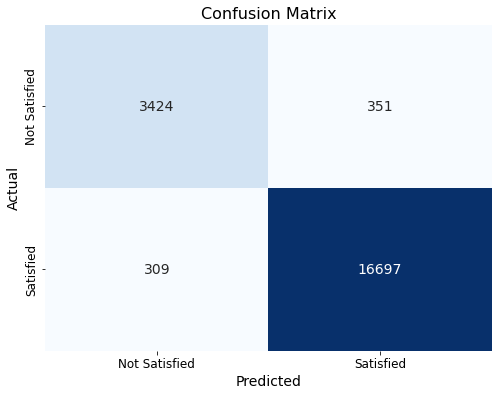 Confusion Matrix
Actual
Not Satisfied
3424
351
Satisfied
309
16697
Not Satisfied
Satisfied
Predicted